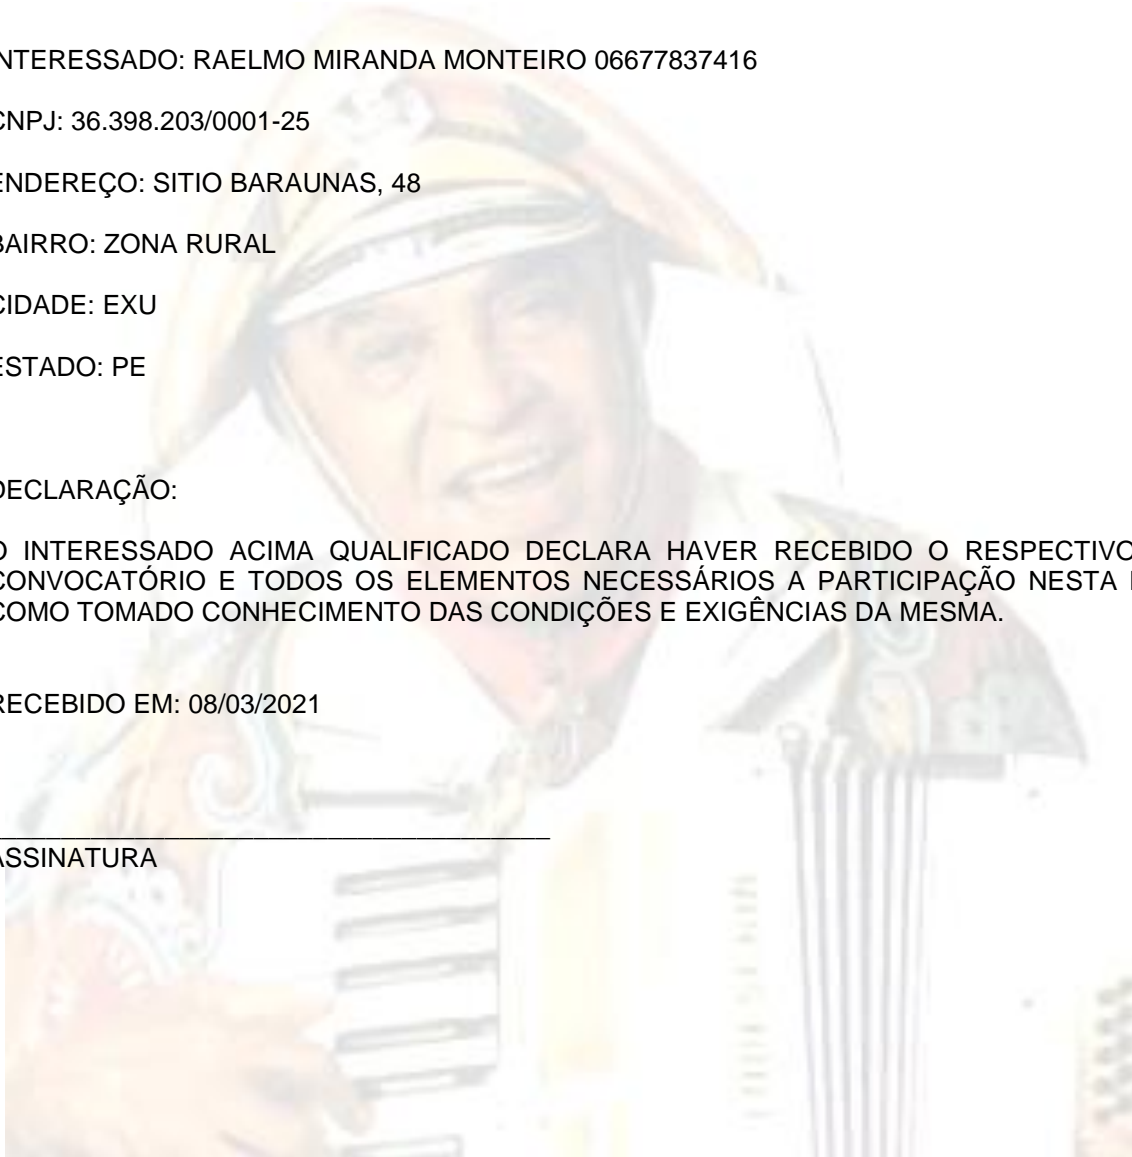 INTERESSADO: RAELMO MIRANDA MONTEIRO 06677837416
CNPJ: 36.398.203/0001-25
ENDEREÇO: SITIO BARAUNAS, 48
BAIRRO: ZONA RURAL
CIDADE: EXU
ESTADO: PE
DECLARAÇÃO:
O INTERESSADO ACIMA QUALIFICADO DECLARA HAVER RECEBIDO O RESPECTIVO
CONVOCATÓRIO E TODOS OS ELEMENTOS NECESSÁRIOS A PARTICIPAÇÃO NESTA
COMO TOMADO CONHECIMENTO DAS CONDIÇÕES E EXIGÊNCIAS DA MESMA.
RECEBIDO EM: 08/03/2021
ASSINATURA